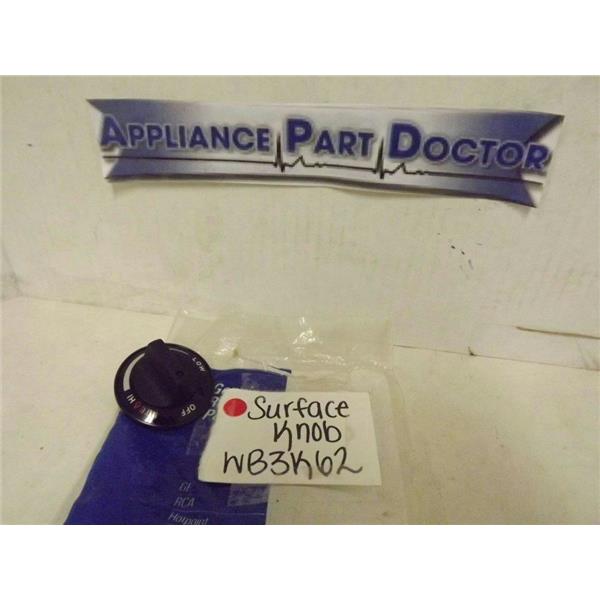 APPLIANCE PART DOCTOR
LOW
OFF
HI
Surface
Knob
WB3K62
GE
RCA
Hotpoint